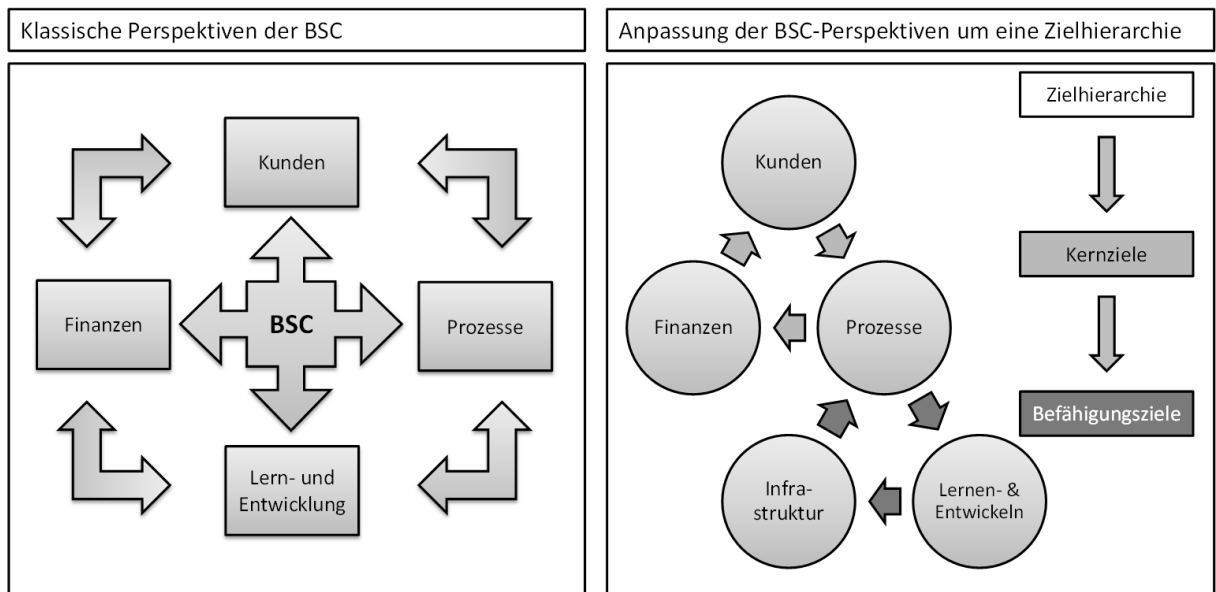 Klassische Perspektiven der BSC
Kunden
Finanzen
BSC
Prozesse
Lern- und
Entwicklung
Anpassung der BSC-Perspektiven um eine Zielhierarchie
Zielhierarchie
Kunden
Kernziele
Finanzen
Prozesse
Befähigungsziele
Infra-
struktur
Lernen- &
Entwickeln